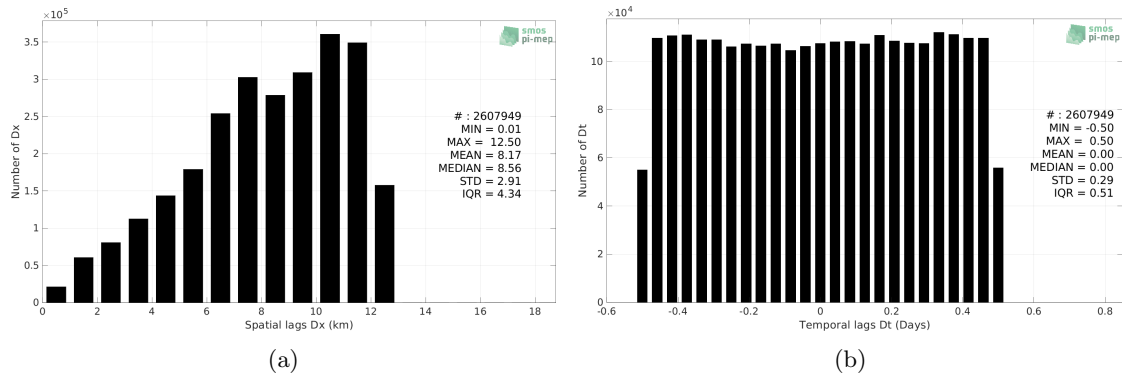 ×10⁵
3.5
3
2.5
2
1.5
1
0.5
0
0 2 4 6 8 10 12 14 16 18
Number of Dx
Spatial lags Dx (km)
smos
pi-mep
# : 2607949
MIN = 0.01
MAX = 12.50
MEAN = 8.17
MEDIAN = 8.56
STD = 2.91
IQR = 4.34
(a)
×10⁴
10
8
6
4
2
0
-0.6 -0.4 -0.2 0 0.2 0.4 0.6 0.8
Number of Dt
Temporal lags Dt (Days)
smos
pi-mep
# : 2607949
MIN = -0.50
MAX = 0.50
MEAN = 0.00
MEDIAN = 0.00
STD = 0.29
IQR = 0.51
(b)